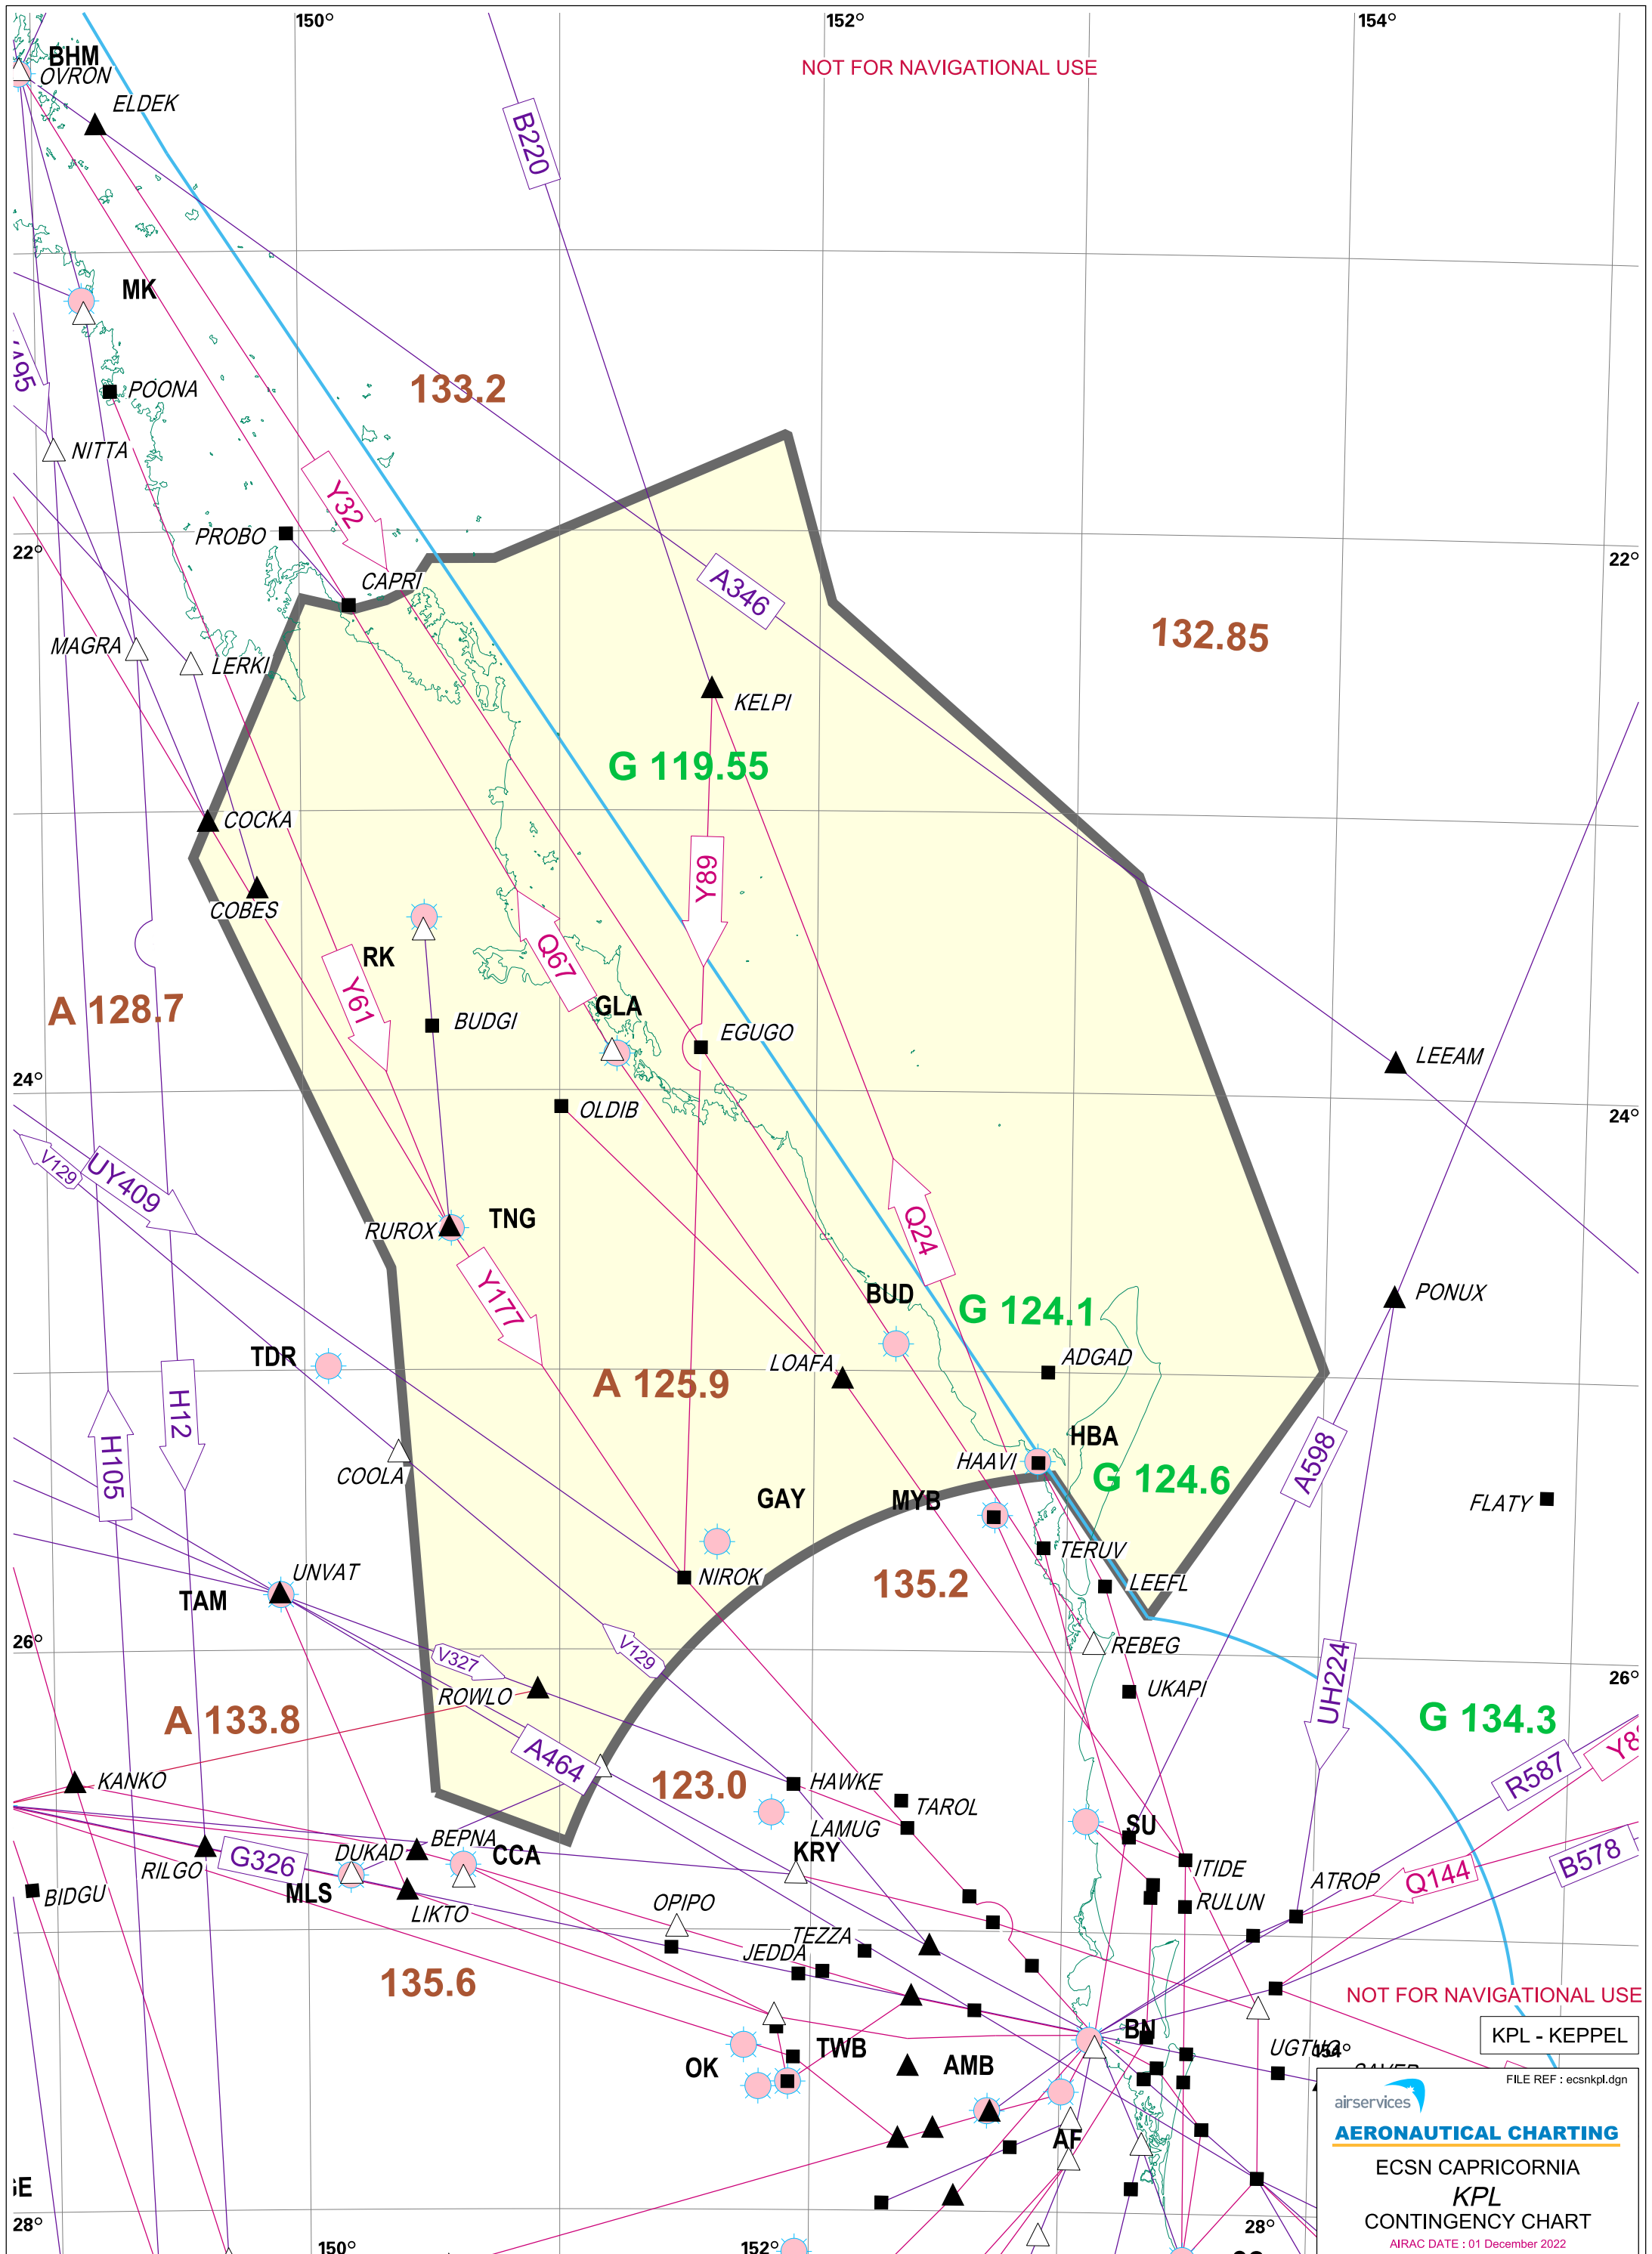 150°
152°
154°
BHM
OVRON
NOT FOR NAVIGATIONAL USE
ELDEK
B220
MK
POONA
133.2
NITTA
Y32
PROBO
22°
22°
CAPRI
A346
132.85
MAGRA
LERKI
KELPI
G 119.55
COCKA
Y89
COBES
RK
Q67
Y61
A 128.7
GLA
BUDGI
EGUGO
LEEAM
24°
24°
OLDIB
V129
UY409
TNG
RUROX
Q24
Y177
BUD
G 124.1
PONUX
TDR
LOAFA
ADGAD
A 125.9
H12
H105
COOLA
HBA
HAAVI
G 124.6
A598
GAY
MYB
FLATY
TERUV
UNVAT
NIROK
135.2
LEEFL
TAM
26°
V129
REBEG
V327
UH224
26°
ROWLO
UKAPI
A 133.8
G 134.3
A464
KANKO
123.0
HAWKE
R587
TAROL
LAMUG
SU
BEPNA
DUKAD
CCA
KRY
G326
RILGO
ITIDE
B578
BIDGU
MLS
ATROP
Q144
LIKTO
OPIPO
RULUN
TEZZA
JEDDA
135.6
NOT FOR NAVIGATIONAL USE
BN
KPL - KEPPEL
TWB
OK
AMB
154°
FILE REF : ecsnkpl.dgn
airservices
AERONAUTICAL CHARTING
AF
ECSN CAPRICORNIA
KPL
CONTINGENCY CHART
AIRAC DATE : 01 December 2022
28°
28°
150°
152°